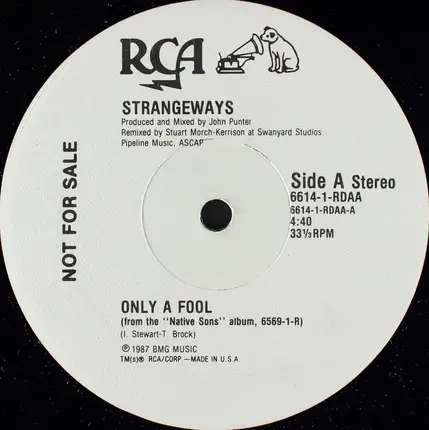 RCA
STRANGEWAYS
Produced and Mixed by John Punter
Remixed by Stuart Morch-Kerrison at Swanyard Studios
Pipeline Music, ASCAP
NOT FOR SALE
Side A Stereo
6614-1-RDAA
6614-1-RDAA-A
4:40
33⅓ RPM
ONLY A FOOL
(from the "Native Sons" album, 6569-1-R)
(I. Stewart-T. Brock)
℗ 1987 BMG MUSIC
TM(s)® RCA/CORP —MADE IN U.S.A.